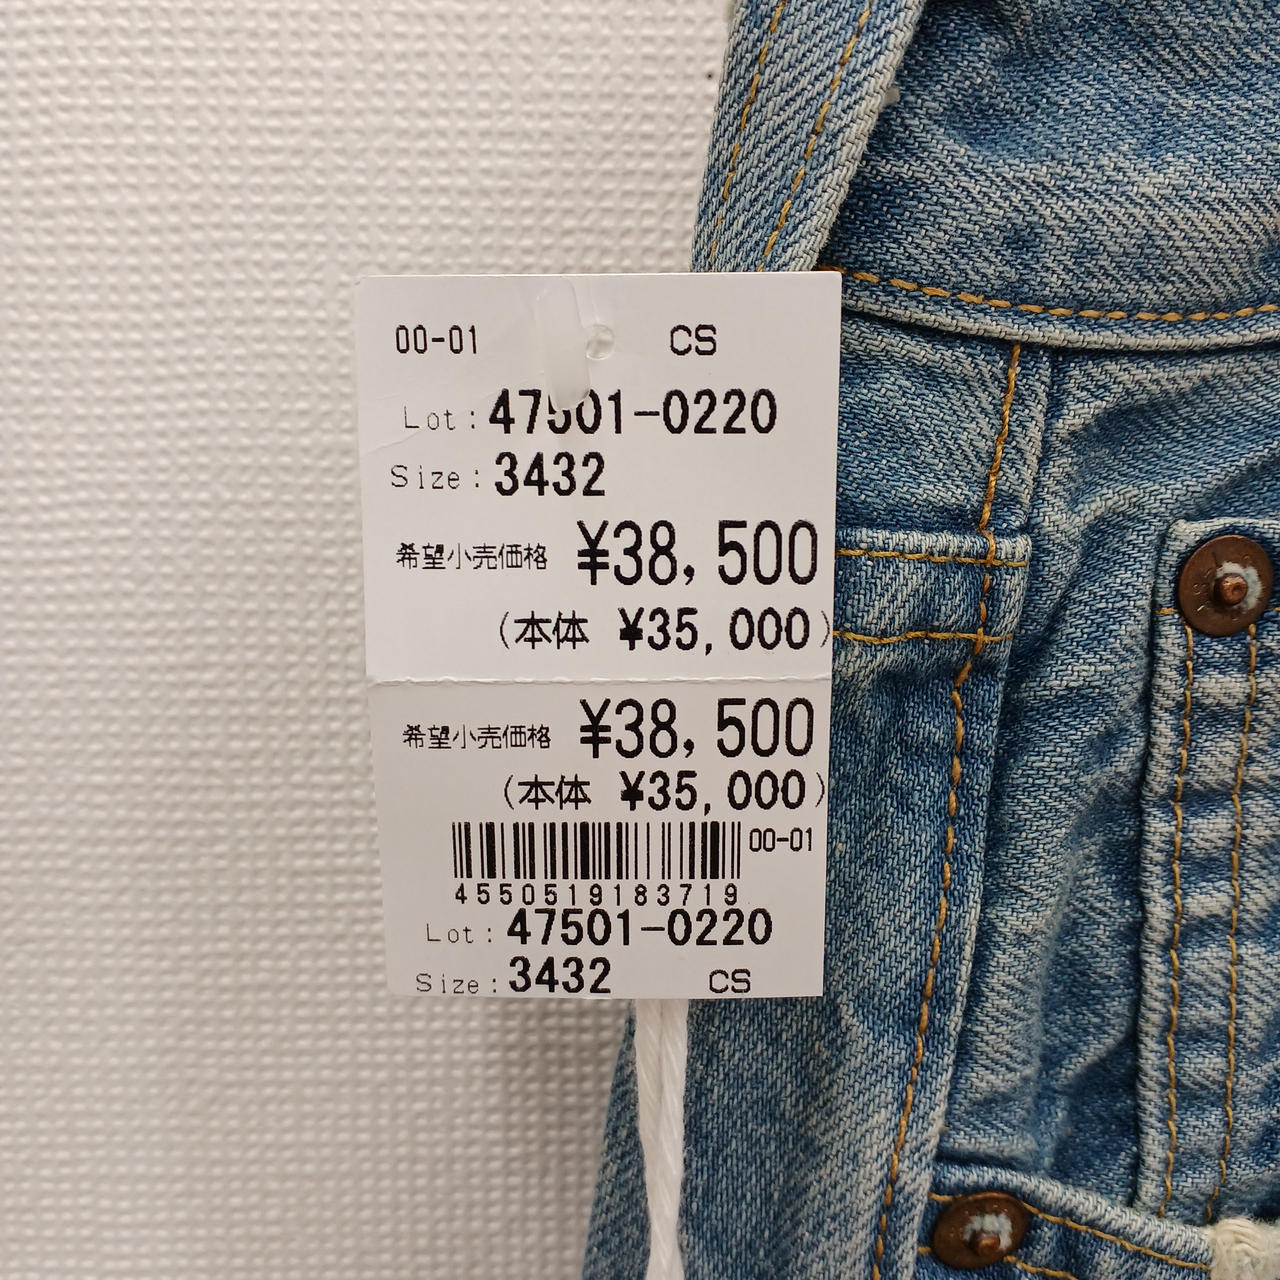 00-01 CS
Lot: 47501-0220
Size: 3432
希望小売価格 ¥38,500
(本体 ¥35,000)
希望小売価格 ¥38,500
(本体 ¥35,000)
00-01
4550519183719
Lot: 47501-0220
Size: 3432 CS